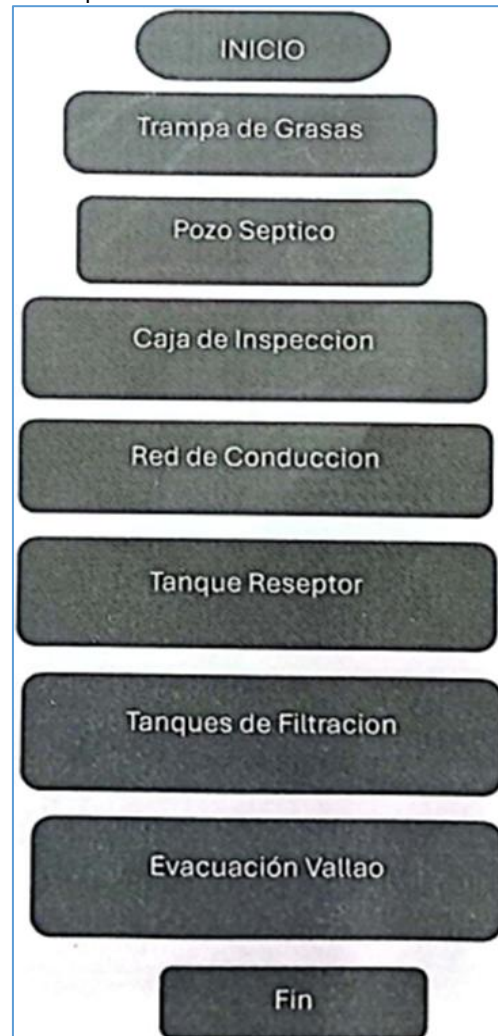 INICIO
Trampa de Grasas
Pozo Septico
Caja de Inspeccion
Red de Conduccion
Tanque Reseptor
Tanques de Filtracion
Evacuación Vallao
Fin